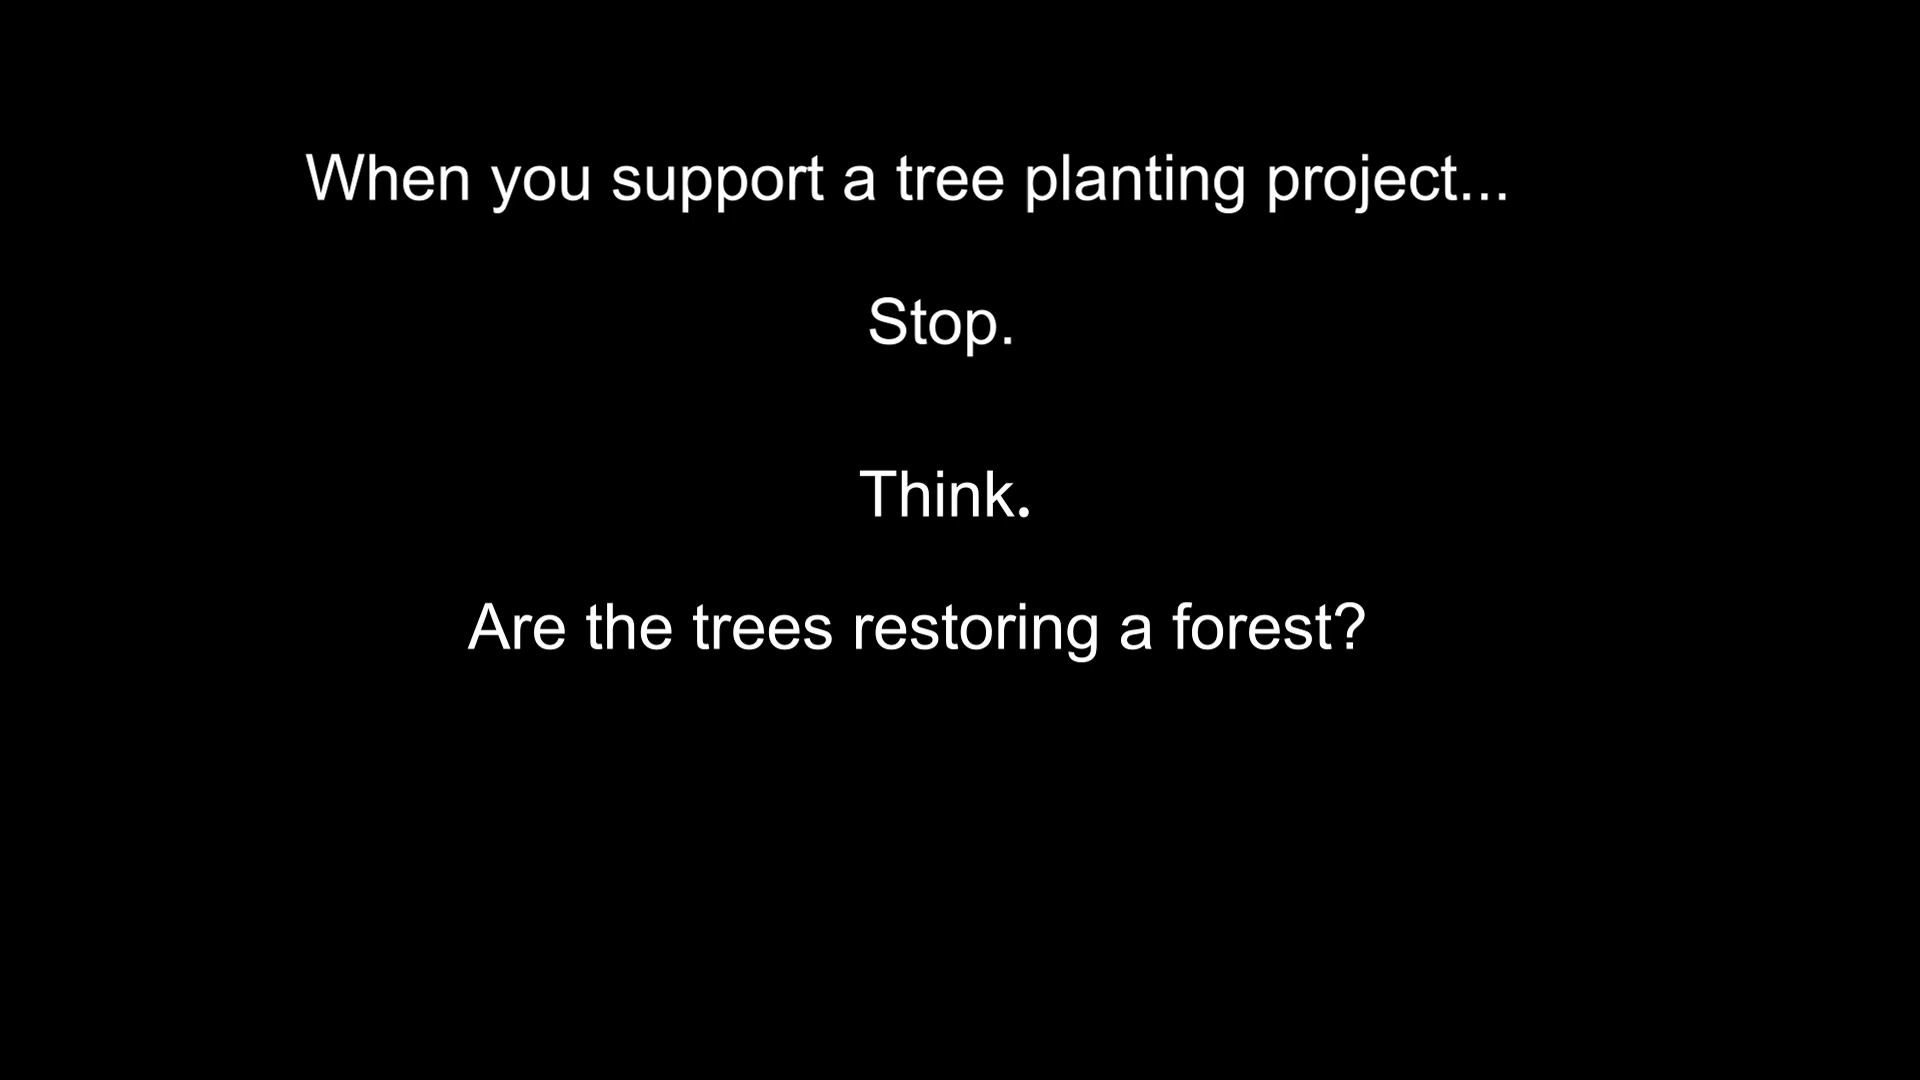 When you support a tree planting project...
Stop.
Think.
Are the trees restoring a forest?